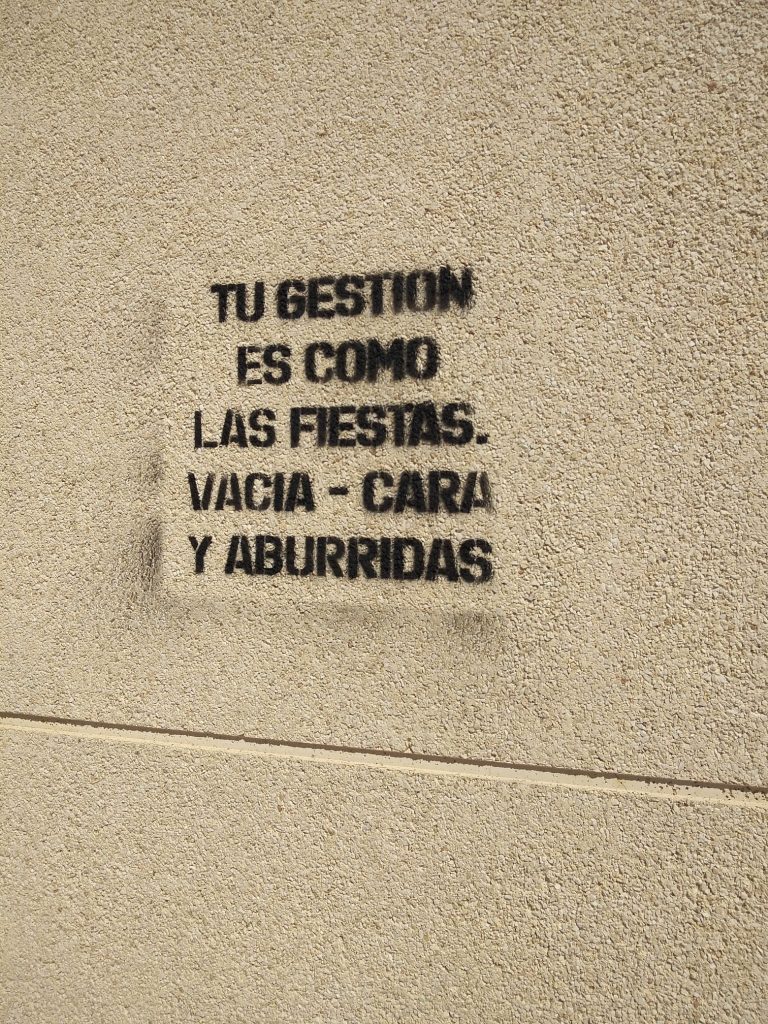 TU GESTION
ES COMO
LAS FIESTAS.
VACIA - CARA
Y ABURRIDAS